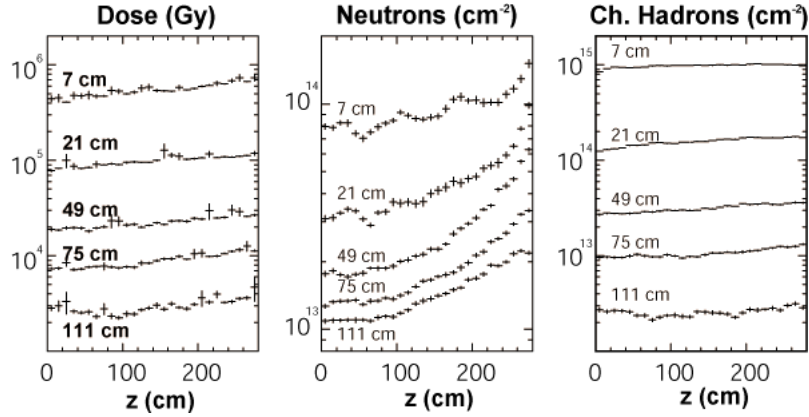 Dose (Gy)
10⁶
10⁵
10⁴
7 cm
21 cm
49 cm
75 cm
111 cm
0 100 200
z (cm)
Neutrons (cm⁻²)
10¹⁴
10¹³
7 cm
21 cm
49 cm
75 cm
111 cm
0 100 200
z (cm)
Ch. Hadrons (cm⁻²)
10¹⁵
10¹⁴
10¹³
7 cm
21 cm
49 cm
75 cm
111 cm
0 100 200
z (cm)